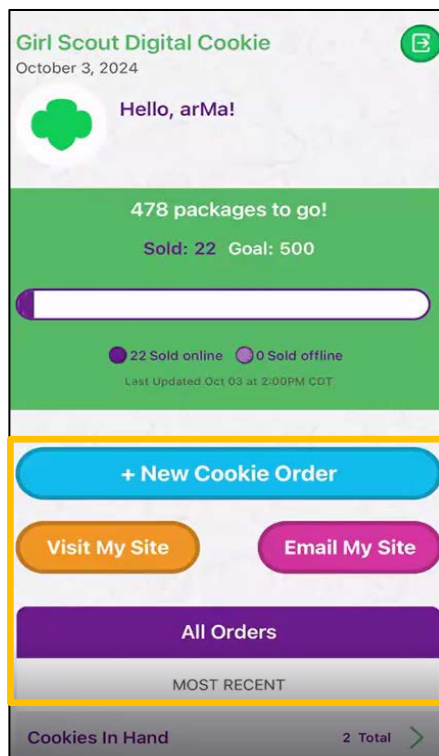 Girl Scout Digital Cookie
October 3, 2024
Hello, arMa!
478 packages to go!
Sold: 22 Goal: 500
22 Sold online 0 Sold offline
Last Updated Oct 03 at 2:00PM CDT
+ New Cookie Order
Visit My Site Email My Site
All Orders
MOST RECENT
Cookies In Hand 2 Total